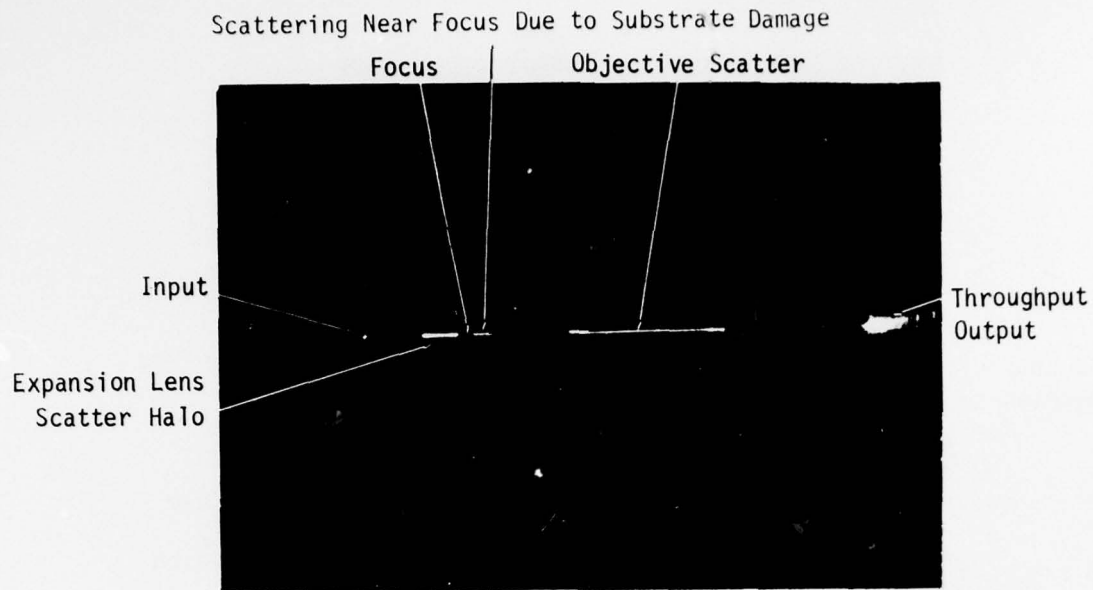 Scattering Near Focus Due to Substrate Damage
Focus
Objective Scatter
Input
Throughput
Output
Expansion Lens
Scatter Halo